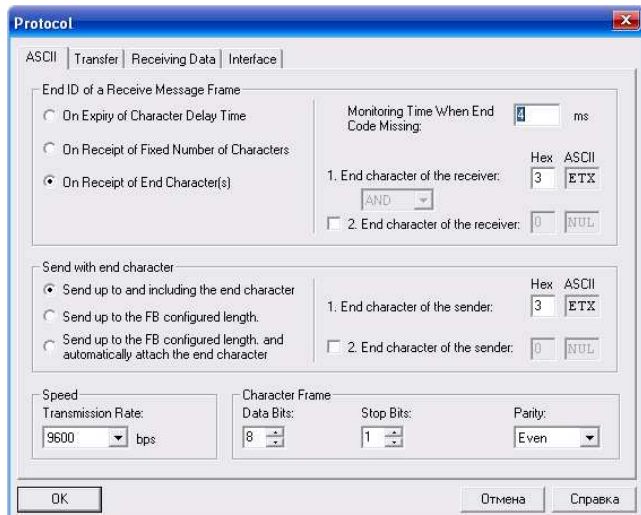 Protocol
ASCII Transfer Receiving Data Interface
End ID of a Receive Message Frame
On Expiry of Character Delay Time
On Receipt of Fixed Number of Characters
On Receipt of End Character(s)
Monitoring Time When End
Code Missing:
4 ms
Hex ASCII
1. End character of the receiver: 3 ETX
AND
2. End character of the receiver: 0 NUL
Send with end character
Send up to and including the end character
Send up to the FB configured length.
Send up to the FB configured length. and
automatically attach the end character
Hex ASCII
1. End character of the sender: 3 ETX
2. End character of the sender: 0 NUL
Speed
Transmission Rate:
9600 bps
Character Frame
Data Bits: Stop Bits: Parity:
8 1 Even
OK Отмена Справка